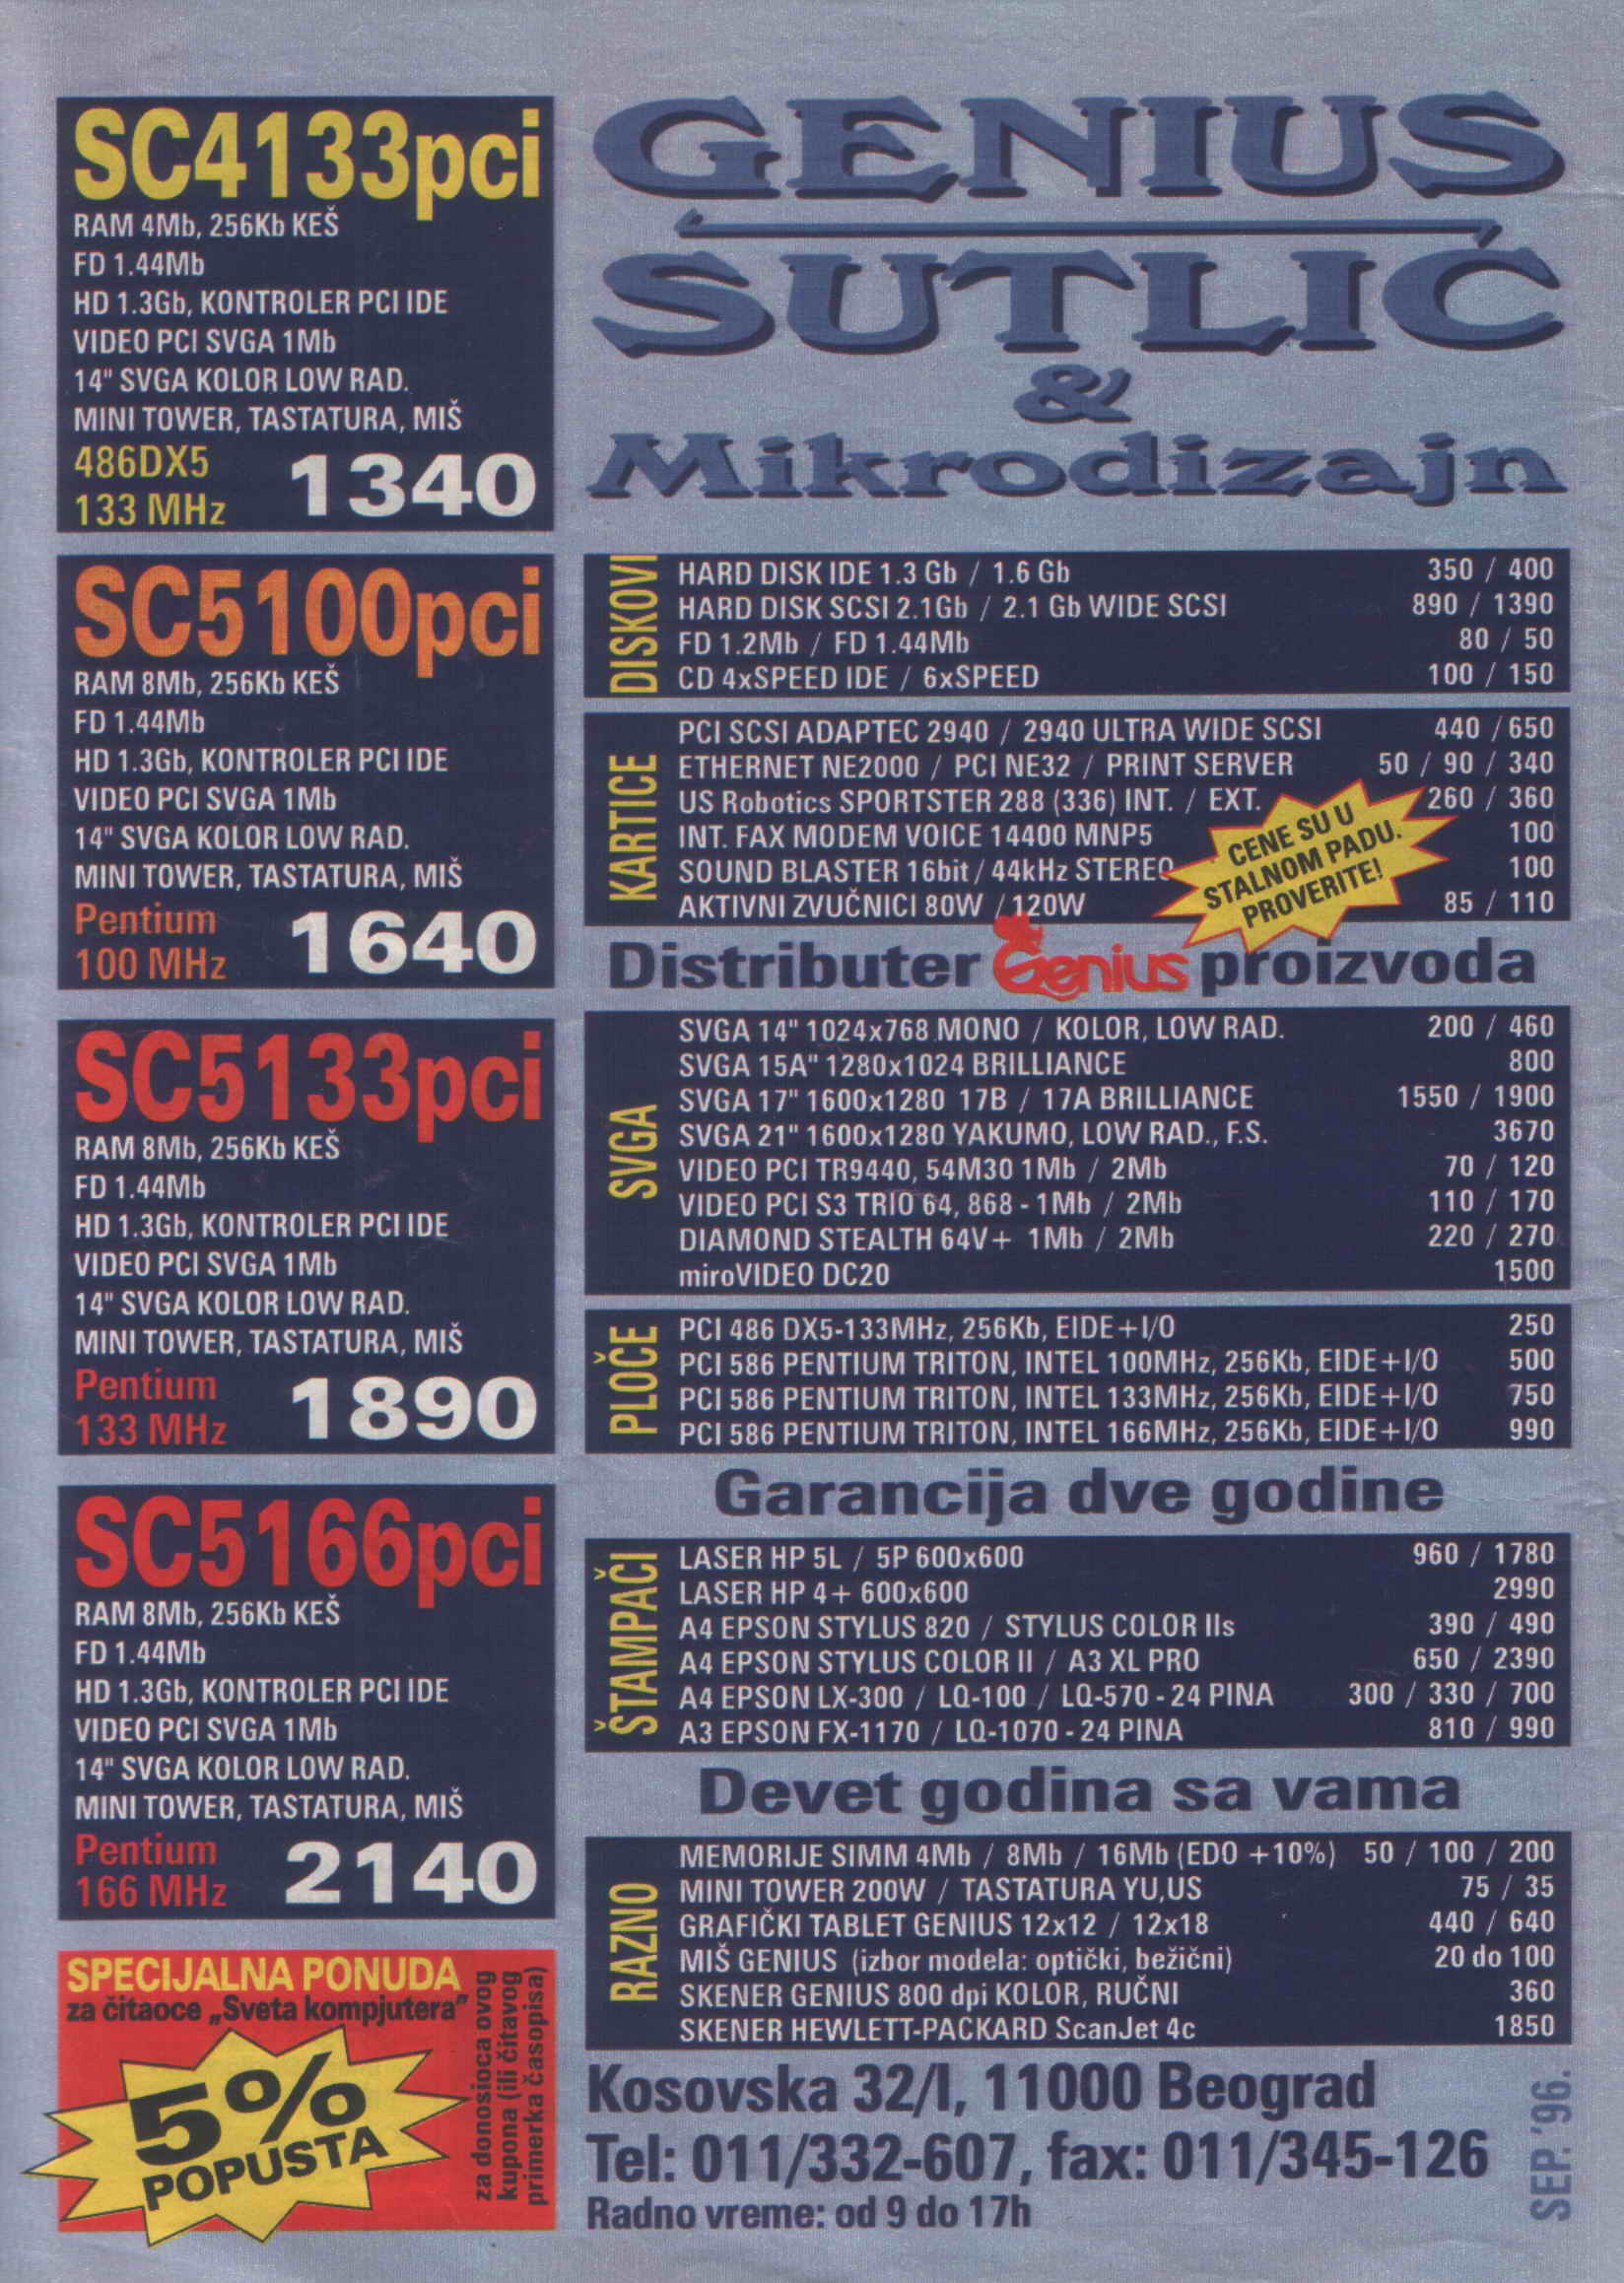 SC4133pci
RAM 4Mb, 256Kb KEŠ
FD 1.44Mb
HD 1.3Gb, KONTROLER PCI IDE
VIDEO PCI SVGA 1Mb
14" SVGA KOLOR LOW RAD.
MINI TOWER, TASTATURA, MIŠ
486DX5
133 MHz
1340
SC5100pci
RAM 8Mb, 256Kb KEŠ
FD 1.44Mb
HD 1.3Gb, KONTROLER PCI IDE
VIDEO PCI SVGA 1Mb
14" SVGA KOLOR LOW RAD.
MINI TOWER, TASTATURA, MIŠ
Pentium
100 MHz
1640
SC5133pci
RAM 8Mb, 256Kb KEŠ
FD 1.44Mb
HD 1.3Gb, KONTROLER PCI IDE
VIDEO PCI SVGA 1Mb
14" SVGA KOLOR LOW RAD.
MINI TOWER, TASTATURA, MIŠ
Pentium
133 MHz
1890
SC5166pci
RAM 8Mb, 256Kb KEŠ
FD 1.44Mb
HD 1.3Gb, KONTROLER PCI IDE
VIDEO PCI SVGA 1Mb
14" SVGA KOLOR LOW RAD.
MINI TOWER, TASTATURA, MIŠ
Pentium
166 MHz
2140
SPECIJALNA PONUDA
za čitaoce „Sveta kompjutera"
5%
POPUSTA
za donosioca ovog
kupona (ili čitavog
primerka časopisa)
GENIUS
SUTLIĆ
&
Mikrodizajn
DISKOVI
HARD DISK IDE 1.3 Gb / 1.6 Gb 350 / 400
HARD DISK SCSI 2.1Gb / 2.1 Gb WIDE SCSI 890 / 1390
FD 1.2Mb / FD 1.44Mb 80 / 50
CD 4xSPEED IDE / 6xSPEED 100 / 150
KARTICE
PCI SCSI ADAPTEC 2940 / 2940 ULTRA WIDE SCSI 440 / 650
ETHERNET NE2000 / PCI NE32 / PRINT SERVER 50 / 90 / 340
US Robotics SPORTSTER 288 (336) INT. / EXT. 260 / 360
INT. FAX MODEM VOICE 14400 MNP5 100
SOUND BLASTER 16bit / 44kHz STEREO 100
AKTIVNI ZVUČNICI 80W / 120W 85 / 110
CENE SU U
STALNOM PADU.
PROVERITE!
Distributer Genius proizvoda
SVGA
SVGA 14" 1024x768 MONO / KOLOR, LOW RAD. 200 / 460
SVGA 15A" 1280x1024 BRILLIANCE 800
SVGA 17" 1600x1280 17B / 17A BRILLIANCE 1550 / 1900
SVGA 21" 1600x1280 YAKUMO, LOW RAD., F.S. 3670
VIDEO PCI TR9440, 54M30 1Mb / 2Mb 70 / 120
VIDEO PCI S3 TRIO 64, 868 - 1Mb / 2Mb 110 / 170
DIAMOND STEALTH 64V+ 1Mb / 2Mb 220 / 270
miroVIDEO DC20 1500
PLOČE
PCI 486 DX5-133MHz, 256Kb, EIDE+I/O 250
PCI 586 PENTIUM TRITON, INTEL 100MHz, 256Kb, EIDE+I/O 500
PCI 586 PENTIUM TRITON, INTEL 133MHz, 256Kb, EIDE+I/O 750
PCI 586 PENTIUM TRITON, INTEL 166MHz, 256Kb, EIDE+I/O 990
Garancija dve godine
ŠTAMPAČI
LASER HP 5L / 5P 600x600 960 / 1780
LASER HP 4+ 600x600 2990
A4 EPSON STYLUS 820 / STYLUS COLOR IIs 390 / 490
A4 EPSON STYLUS COLOR II / A3 XL PRO 650 / 2390
A4 EPSON LX-300 / LQ-100 / LQ-570 - 24 PINA 300 / 330 / 700
A3 EPSON FX-1170 / LQ-1070 - 24 PINA 810 / 990
Devet godina sa vama
RAZNO
MEMORIJE SIMM 4Mb / 8Mb / 16Mb (EDO +10%) 50 / 100 / 200
MINI TOWER 200W / TASTATURA YU,US 75 / 35
GRAFIČKI TABLET GENIUS 12x12 / 12x18 440 / 640
MIŠ GENIUS (izbor modela: optički, bežični) 20 do 100
SKENER GENIUS 800 dpi KOLOR, RUČNI 360
SKENER HEWLETT-PACKARD ScanJet 4c 1850
Kosovska 32/I, 11000 Beograd
Tel: 011/332-607, fax: 011/345-126
Radno vreme: od 9 do 17h
SEP. '96.